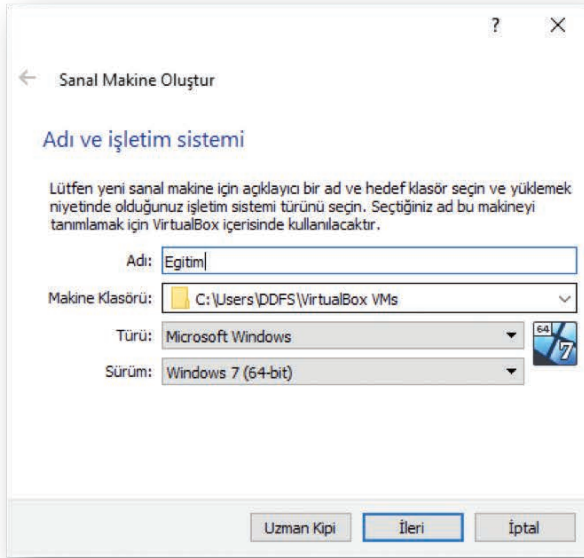 ?
Sanal Makine Oluştur
Adı ve işletim sistemi
Lütfen yeni sanal makine için açıklayıcı bir ad ve hedef klasör seçin ve yüklemek
niyetinde olduğunuz işletim sistemi türünü seçin. Seçtiğiniz ad bu makineyi
tanımlamak için VirtualBox içerisinde kullanılacaktır.
Adı: Egitim
Makine Klasörü: C:\Users\DDFS\VirtualBox VMs
Türü: Microsoft Windows
64
7
Sürüm: Windows 7 (64-bit)
Uzman Kipi İleri İptal